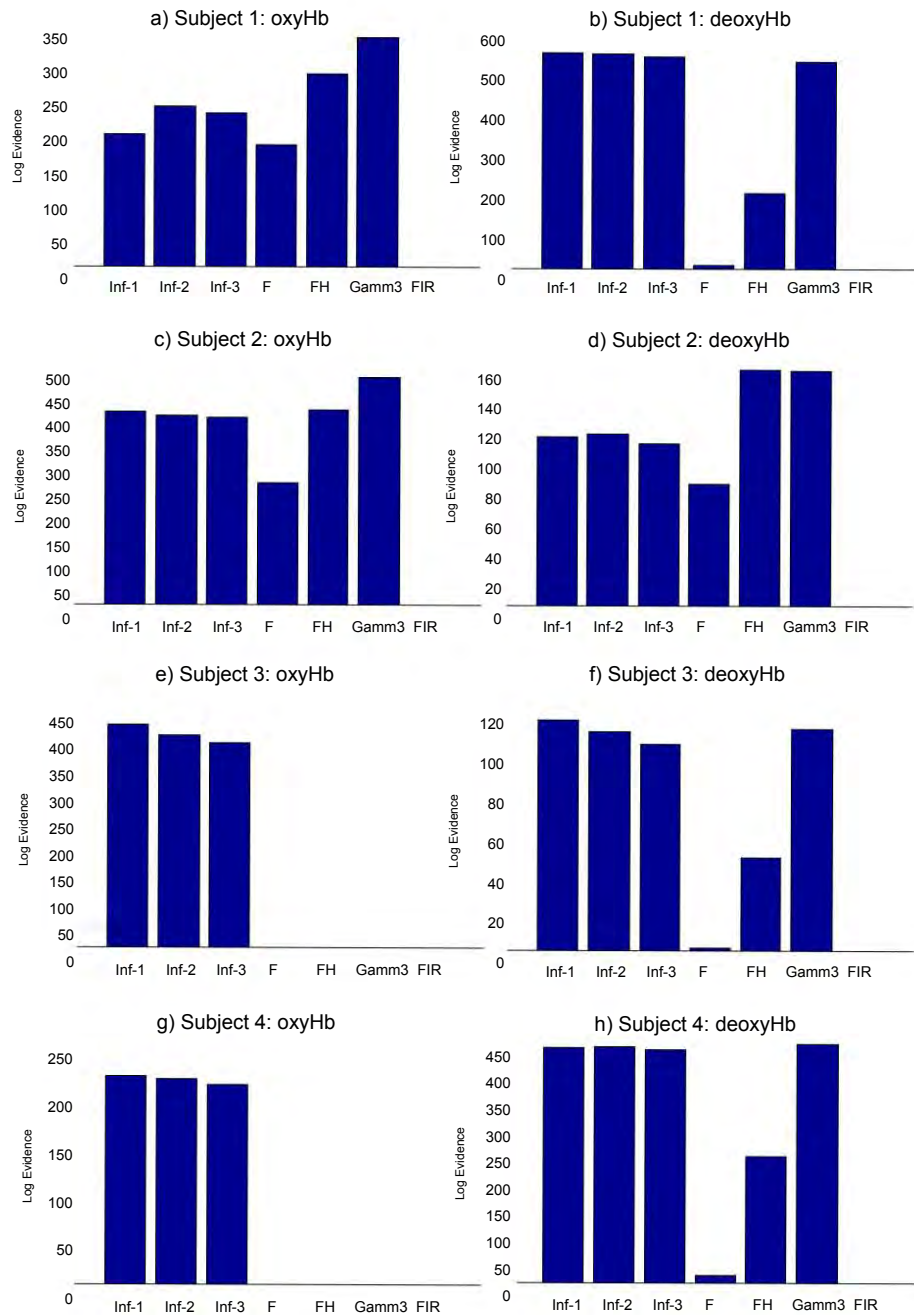 a) Subject 1: oxyHb
350
300
250
200
150
100
50
0
Log Evidence
Inf-1 Inf-2 Inf-3 F FH Gamm3 FIR
b) Subject 1: deoxyHb
600
500
400
300
200
100
0
Log Evidence
Inf-1 Inf-2 Inf-3 F FH Gamm3 FIR
c) Subject 2: oxyHb
500
450
400
350
300
250
200
150
100
50
0
Log Evidence
Inf-1 Inf-2 Inf-3 F FH Gamm3 FIR
d) Subject 2: deoxyHb
160
140
120
100
80
60
40
20
0
Log Evidence
Inf-1 Inf-2 Inf-3 F FH Gamm3 FIR
e) Subject 3: oxyHb
450
400
350
300
250
200
150
100
50
0
Log Evidence
Inf-1 Inf-2 Inf-3 F FH Gamm3 FIR
f) Subject 3: deoxyHb
120
100
80
60
40
20
0
Log Evidence
Inf-1 Inf-2 Inf-3 F FH Gamm3 FIR
g) Subject 4: oxyHb
250
200
150
100
50
0
Log Evidence
Inf-1 Inf-2 Inf-3 F FH Gamm3 FIR
h) Subject 4: deoxyHb
450
400
350
300
250
200
150
100
50
0
Log Evidence
Inf-1 Inf-2 Inf-3 F FH Gamm3 FIR